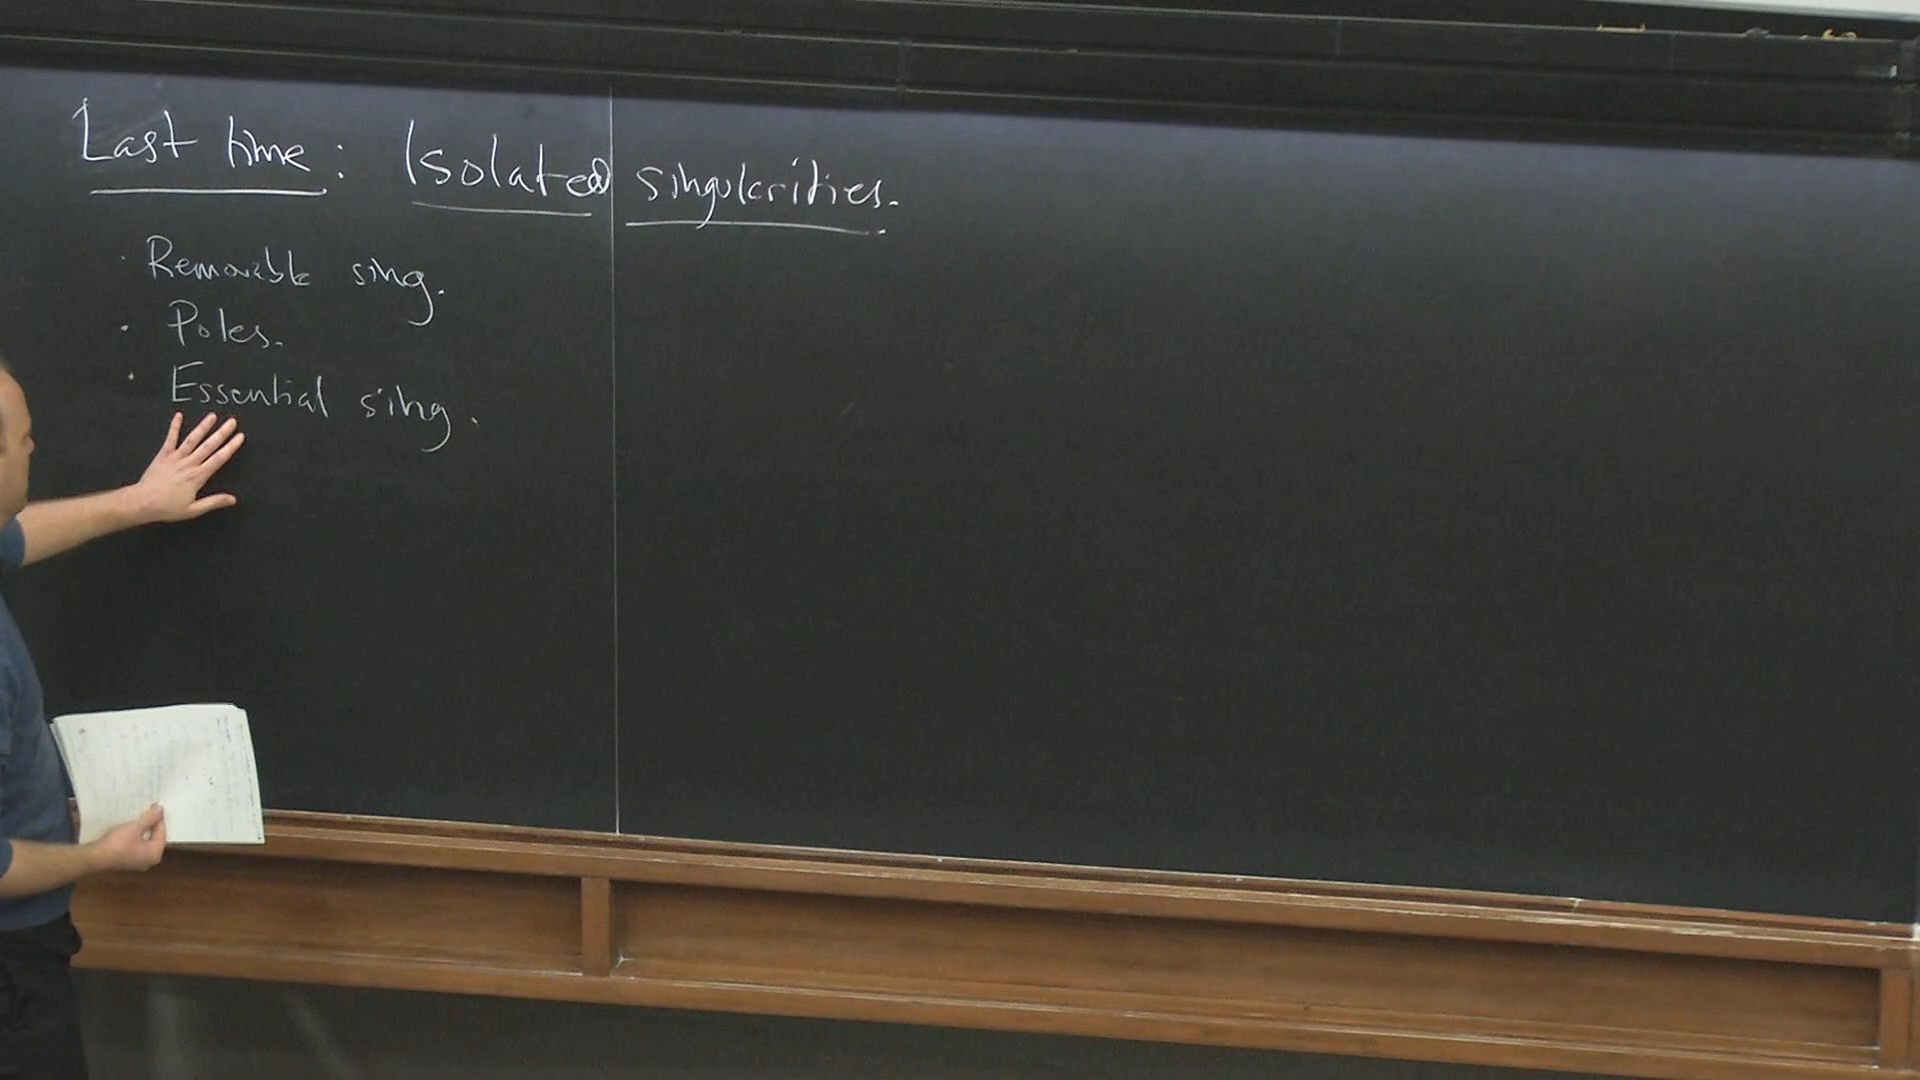 Last time: Isolated singularities.
· Removable sing.
· Poles.
· Essential sing.